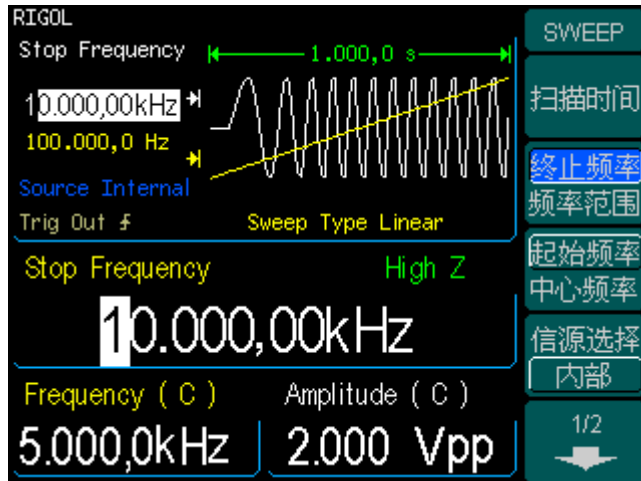 RIGOL
Stop Frequency
1.000,0 s
10.000,00kHz
100.000,0 Hz
Source Internal
Trig Out
Sweep Type Linear
Stop Frequency
High Z
10.000,00kHz
Frequency ( C )
Amplitude ( C )
5.000,0kHz
2.000 Vpp
SWEEP
扫描时间
终止频率
频率范围
起始频率
中心频率
信源选择
内部
1/2